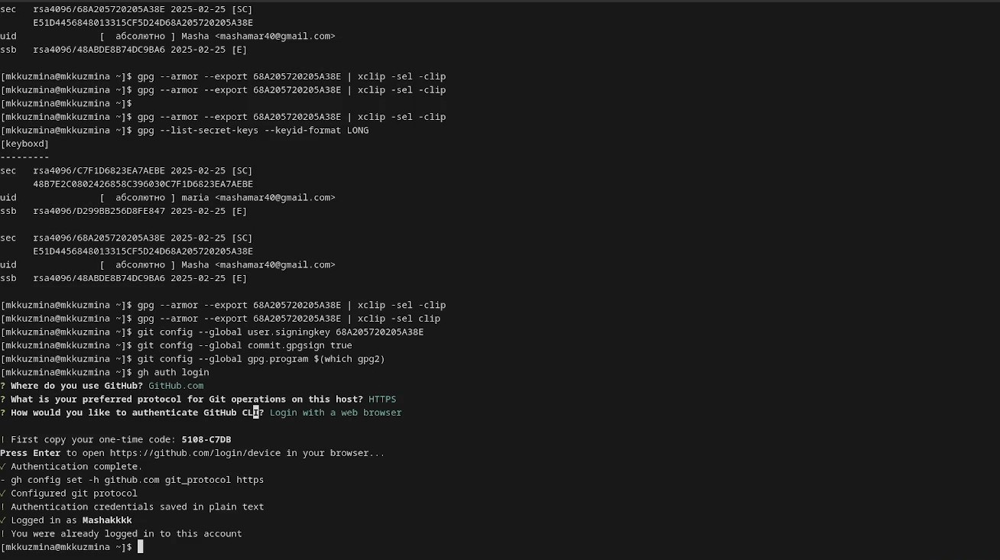 sec   rsa4096/68A205720205A38E 2025-02-25 [SC]
      E51D4456848013315CF5D24D68A205720205A38E
uid            [  абсолютно ] Masha <mashamar40@gmail.com>
ssb   rsa4096/48ABDE8B74DC9BA6 2025-02-25 [E]

[mkkuzmina@mkkuzmina ~]$ gpg --armor --export 68A205720205A38E | xclip -sel -clip
[mkkuzmina@mkkuzmina ~]$ gpg --armor --export 68A205720205A38E | xclip -sel -clip
[mkkuzmina@mkkuzmina ~]$
[mkkuzmina@mkkuzmina ~]$ gpg --armor --export 68A205720205A38E | xclip -sel -clip
[mkkuzmina@mkkuzmina ~]$ gpg --list-secret-keys --keyid-format LONG
[keyboxd]
---------
sec   rsa4096/C7F1D6823EA7AEBE 2025-02-25 [SC]
      48B7E2C0802426858C396030C7F1D6823EA7AEBE
uid            [  абсолютно ] maria <mashamar40@gmail.com>
ssb   rsa4096/D299BB256D8FE847 2025-02-25 [E]

sec   rsa4096/68A205720205A38E 2025-02-25 [SC]
      E51D4456848013315CF5D24D68A205720205A38E
uid            [  абсолютно ] Masha <mashamar40@gmail.com>
ssb   rsa4096/48ABDE8B74DC9BA6 2025-02-25 [E]

[mkkuzmina@mkkuzmina ~]$ gpg --armor --export 68A205720205A38E | xclip -sel -clip
[mkkuzmina@mkkuzmina ~]$ gpg --armor --export 68A205720205A38E | xclip -sel clip
[mkkuzmina@mkkuzmina ~]$ git config --global user.signingkey 68A205720205A38E
[mkkuzmina@mkkuzmina ~]$ git config --global commit.gpgsign true
[mkkuzmina@mkkuzmina ~]$ git config --global gpg.program $(which gpg2)
[mkkuzmina@mkkuzmina ~]$ gh auth login
? Where do you use GitHub? GitHub.com
? What is your preferred protocol for Git operations on this host? HTTPS
? How would you like to authenticate GitHub CLI? Login with a web browser

! First copy your one-time code: 5108-C7DB
Press Enter to open https://github.com/login/device in your browser...
✓ Authentication complete.
- gh config set -h github.com git_protocol https
✓ Configured git protocol
! Authentication credentials saved in plain text
✓ Logged in as Mashakkkk
! You were already logged in to this account
[mkkuzmina@mkkuzmina ~]$